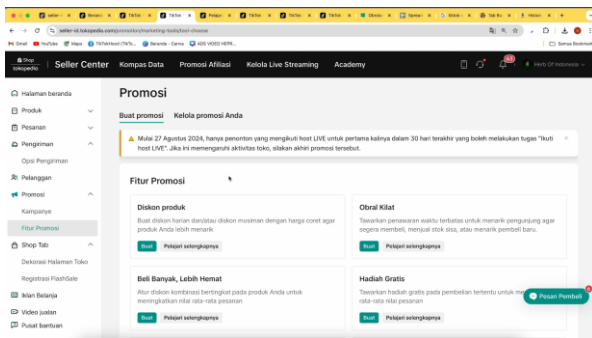 seller-id.tokopedia.com/promotion/marketing-tools/tool-choose
Gmail YouTube Maps
Shop
tokopedia
Seller Center Kompas Data Promosi Afiliasi Kelola Live Streaming Academy Herb Of Indonesia
Halaman beranda
Produk
Pesanan
Pengiriman
Opsi Pengiriman
Pelanggan
Promosi
Kampanye
Fitur Promosi
Shop Tab
Dekorasi Halaman Toko
Registrasi FlashSale
Iklan Belanja
Video jualan
Pusat bantuan
Promosi
Buat promosi Kelola promosi Anda
Mulai 27 Agustus 2024, hanya penonton yang mengikuti host LIVE untuk pertama kalinya dalam 30 hari terakhir yang boleh melakukan tugas "Ikuti
host LIVE". Jika ini memengaruhi aktivitas toko, silakan akhiri promosi tersebut.
Fitur Promosi
Diskon produk
Buat diskon harian dan/atau diskon musiman dengan harga coret agar
produk Anda lebih menarik
Buat Pelajari selengkapnya
Obral Kilat
Tawarkan penawaran waktu terbatas untuk menarik pengunjung agar
segera membeli, menjual stok sisa, atau menarik pembeli baru.
Buat Pelajari selengkapnya
Beli Banyak, Lebih Hemat
Atur diskon kombinasi bertingkat pada produk Anda untuk
meningkatkan nilai rata-rata pesanan
Buat Pelajari selengkapnya
Hadiah Gratis
Tawarkan hadiah gratis pada pembelian tertentu untuk
rata-rata nilai pesanan
Buat Pelajari selengkapnya
Pesan Pembeli